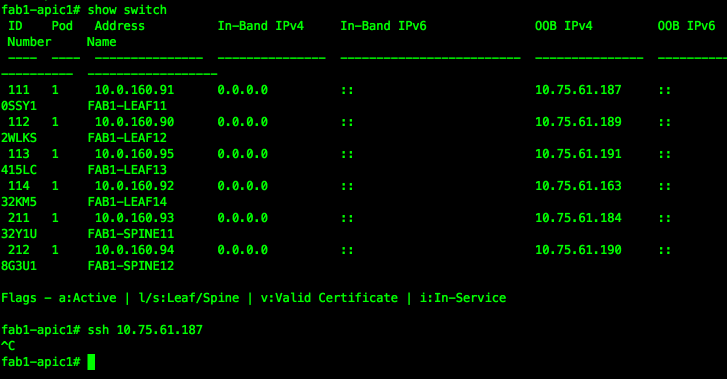 fab1-apic1# show switch
 ID    Pod   Address           In-Band IPv4   In-Band IPv6               OOB IPv4         OOB IPv6
 Number     Name
 ----  ----  ----------------  ---------------  -------------------------  ---------------  ----------
----------  ------------------
 111   1     10.0.160.91       0.0.0.0          ::                         10.75.61.187     ::
0SSY1       FAB1-LEAF11
 112   1     10.0.160.90       0.0.0.0          ::                         10.75.61.189     ::
2WLKS       FAB1-LEAF12
 113   1     10.0.160.95       0.0.0.0          ::                         10.75.61.191     ::
415LC       FAB1-LEAF13
 114   1     10.0.160.92       0.0.0.0          ::                         10.75.61.163     ::
32KM5       FAB1-LEAF14
 211   1     10.0.160.93       0.0.0.0          ::                         10.75.61.184     ::
32Y1U       FAB1-SPINE11
 212   1     10.0.160.94       0.0.0.0          ::                         10.75.61.190     ::
8G3U1       FAB1-SPINE12
Flags - a:Active | l/s:Leaf/Spine | v:Valid Certificate | i:In-Service
fab1-apic1# ssh 10.75.61.187
^C
fab1-apic1#